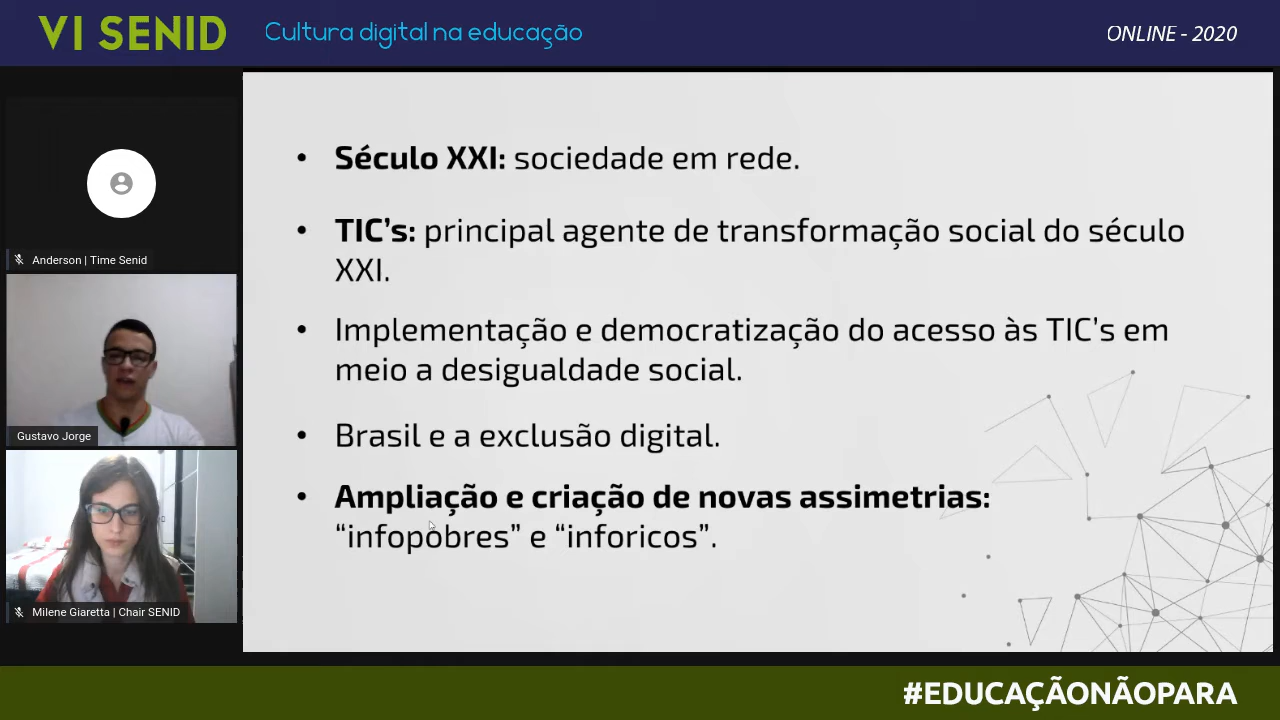 VI SENID
Cultura digital na educação
ONLINE - 2020
Anderson | Time Senid
Gustavo Jorge
Milene Giaretta | Chair SENID
• Século XXI: sociedade em rede.
• TIC’s: principal agente de transformação social do século
XXI.
• Implementação e democratização do acesso às TIC’s em
meio a desigualdade social.
• Brasil e a exclusão digital.
• Ampliação e criação de novas assimetrias:
“infopobres” e “inforicos”.
#EDUCAÇÃONÃOPARA